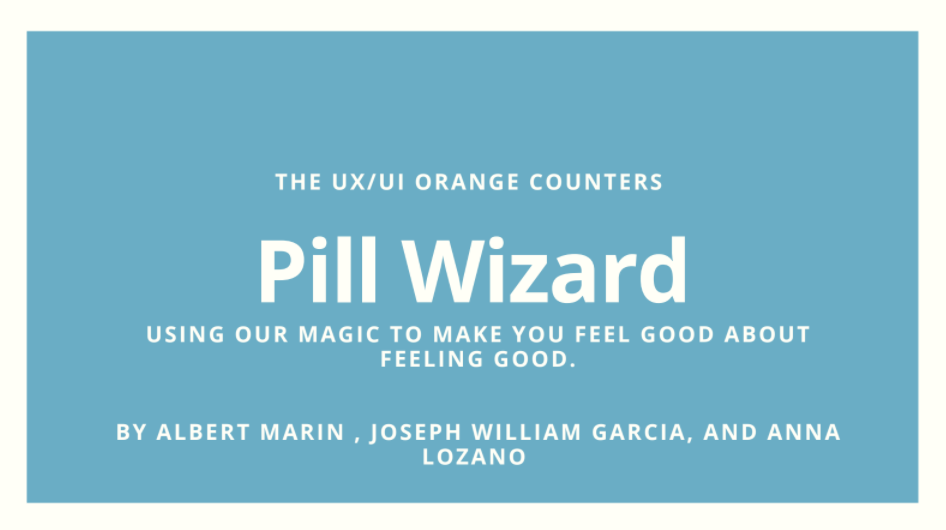 THE UX/UI ORANGE COUNTERS
Pill Wizard
USING OUR MAGIC TO MAKE YOU FEEL GOOD ABOUT
FEELING GOOD.
BY ALBERT MARIN , JOSEPH WILLIAM GARCIA, AND ANNA
LOZANO